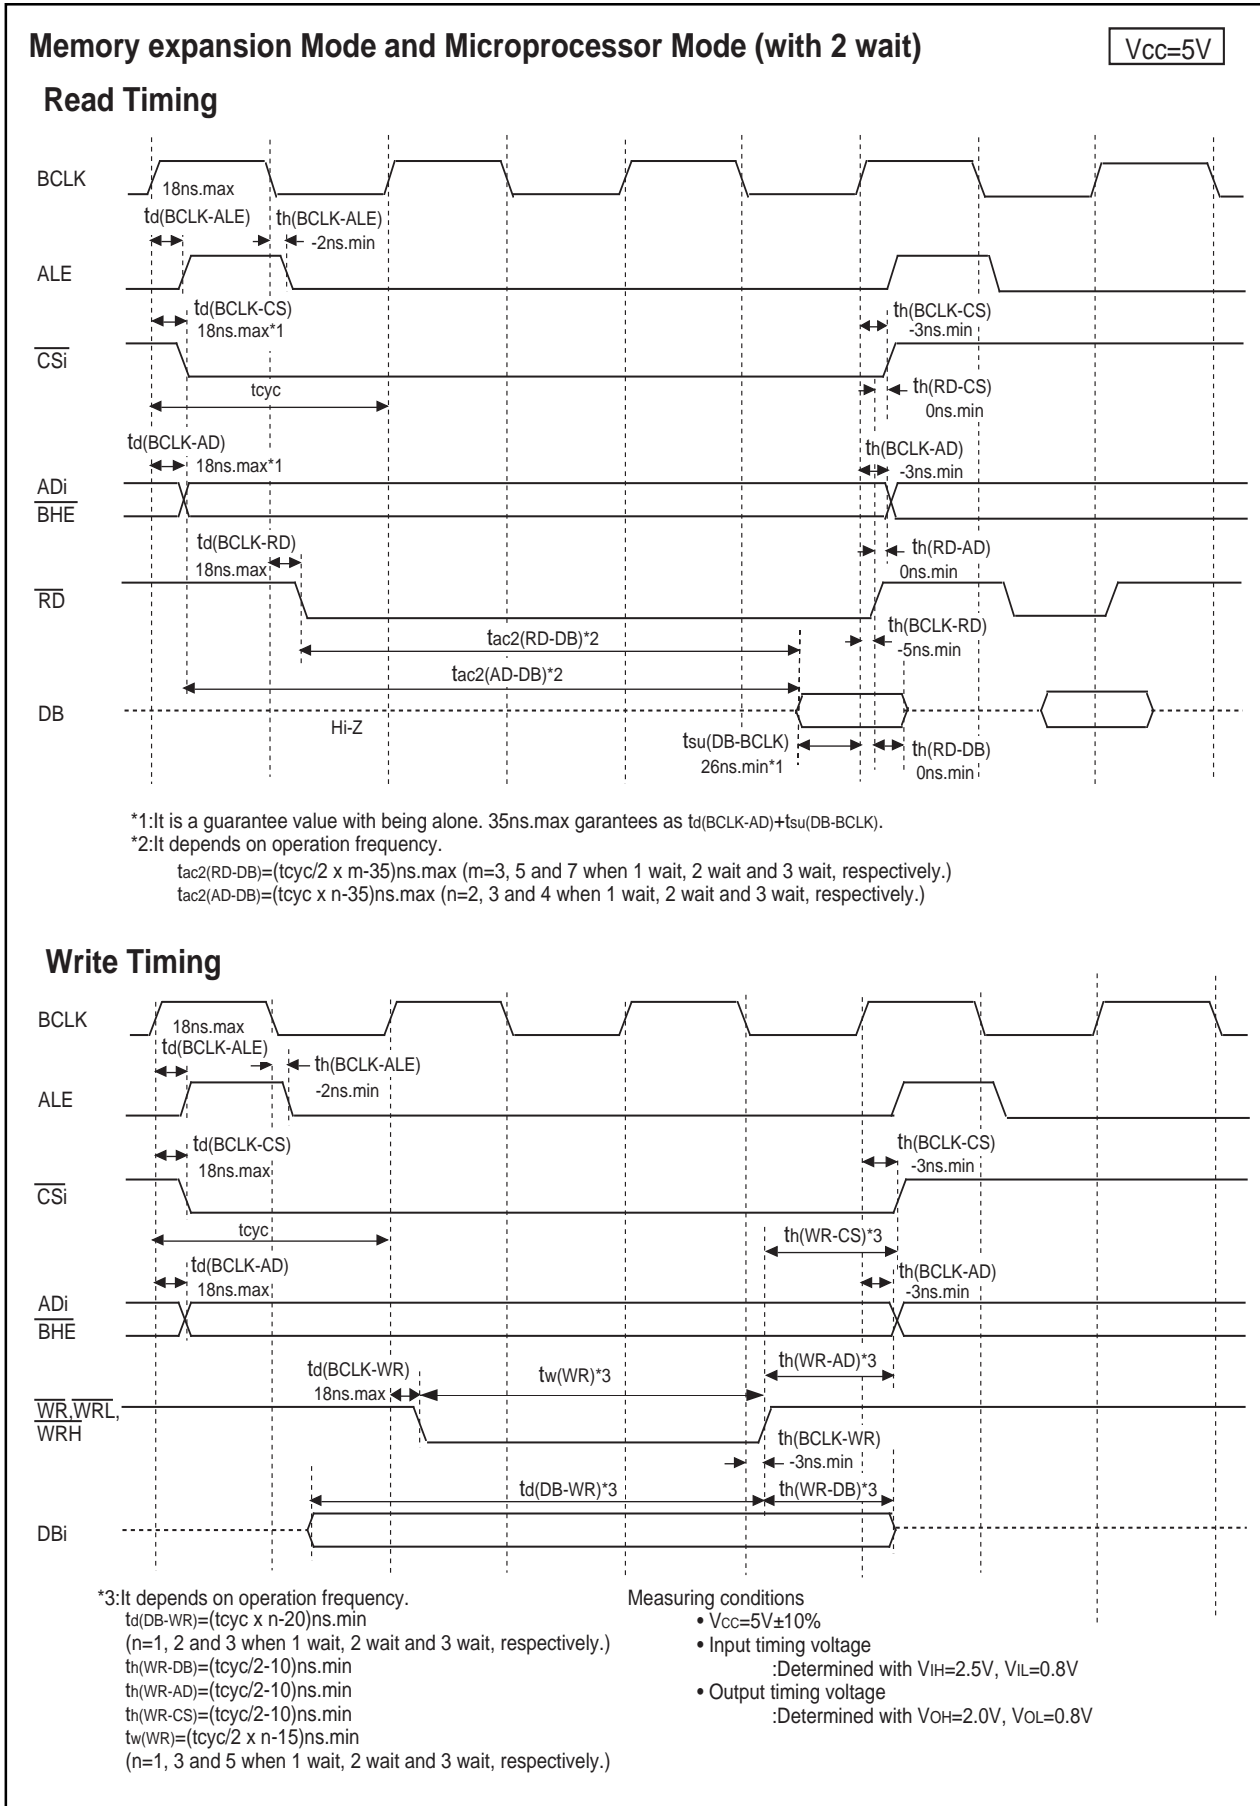 Memory expansion Mode and Microprocessor Mode (with 2 wait)
Vcc=5V
Read Timing
BCLK
18ns.max
td(BCLK-ALE)
th(BCLK-ALE)
-2ns.min
ALE
td(BCLK-CS)
18ns.max*1
th(BCLK-CS)
-3ns.min
CSi
tcyc
th(RD-CS)
0ns.min
td(BCLK-AD)
18ns.max*1
th(BCLK-AD)
-3ns.min
ADi
BHE
td(BCLK-RD)
18ns.max
th(RD-AD)
0ns.min
RD
tac2(RD-DB)*2
th(BCLK-RD)
-5ns.min
tac2(AD-DB)*2
DB
Hi-Z
tsu(DB-BCLK)
26ns.min*1
th(RD-DB)
0ns.min
*1:It is a guarantee value with being alone. 35ns.max garantees as td(BCLK-AD)+tsu(DB-BCLK).
*2:It depends on operation frequency.
tac2(RD-DB)=(tcyc/2 x m-35)ns.max (m=3, 5 and 7 when 1 wait, 2 wait and 3 wait, respectively.)
tac2(AD-DB)=(tcyc x n-35)ns.max (n=2, 3 and 4 when 1 wait, 2 wait and 3 wait, respectively.)
Write Timing
BCLK
18ns.max
td(BCLK-ALE)
th(BCLK-ALE)
-2ns.min
ALE
td(BCLK-CS)
18ns.max
th(BCLK-CS)
-3ns.min
CSi
tcyc
th(WR-CS)*3
td(BCLK-AD)
18ns.max
th(BCLK-AD)
-3ns.min
ADi
BHE
td(BCLK-WR)
18ns.max
tw(WR)*3
th(WR-AD)*3
WR,WRL,
WRH
th(BCLK-WR)
-3ns.min
td(DB-WR)*3
th(WR-DB)*3
DBi
*3:It depends on operation frequency.
td(DB-WR)=(tcyc x n-20)ns.min
(n=1, 2 and 3 when 1 wait, 2 wait and 3 wait, respectively.)
th(WR-DB)=(tcyc/2-10)ns.min
th(WR-AD)=(tcyc/2-10)ns.min
th(WR-CS)=(tcyc/2-10)ns.min
tw(WR)=(tcyc/2 x n-15)ns.min
(n=1, 3 and 5 when 1 wait, 2 wait and 3 wait, respectively.)
Measuring conditions
• VCC=5V±10%
• Input timing voltage
:Determined with VIH=2.5V, VIL=0.8V
• Output timing voltage
:Determined with VOH=2.0V, VOL=0.8V